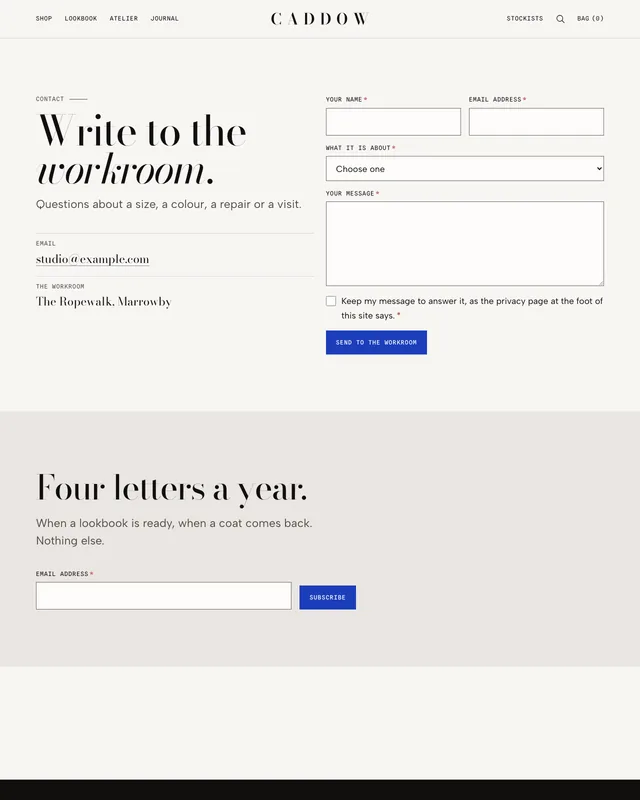 SHOP LOOKBOOK ATELIER JOURNAL
CADDOW
STOCKISTS BAG (0)
CONTACT
Write to the
workroom.
Questions about a size, a colour, a repair or a visit.
EMAIL
studio@example.com
THE WORKROOM
The Ropewalk, Marrowby
YOUR NAME* EMAIL ADDRESS*
WHAT IT IS ABOUT*
Choose one
YOUR MESSAGE*
Keep my message to answer it, as the privacy page at the foot of
this site says. *
SEND TO THE WORKROOM
Four letters a year.
When a lookbook is ready, when a coat comes back.
Nothing else.
EMAIL ADDRESS*
SUBSCRIBE